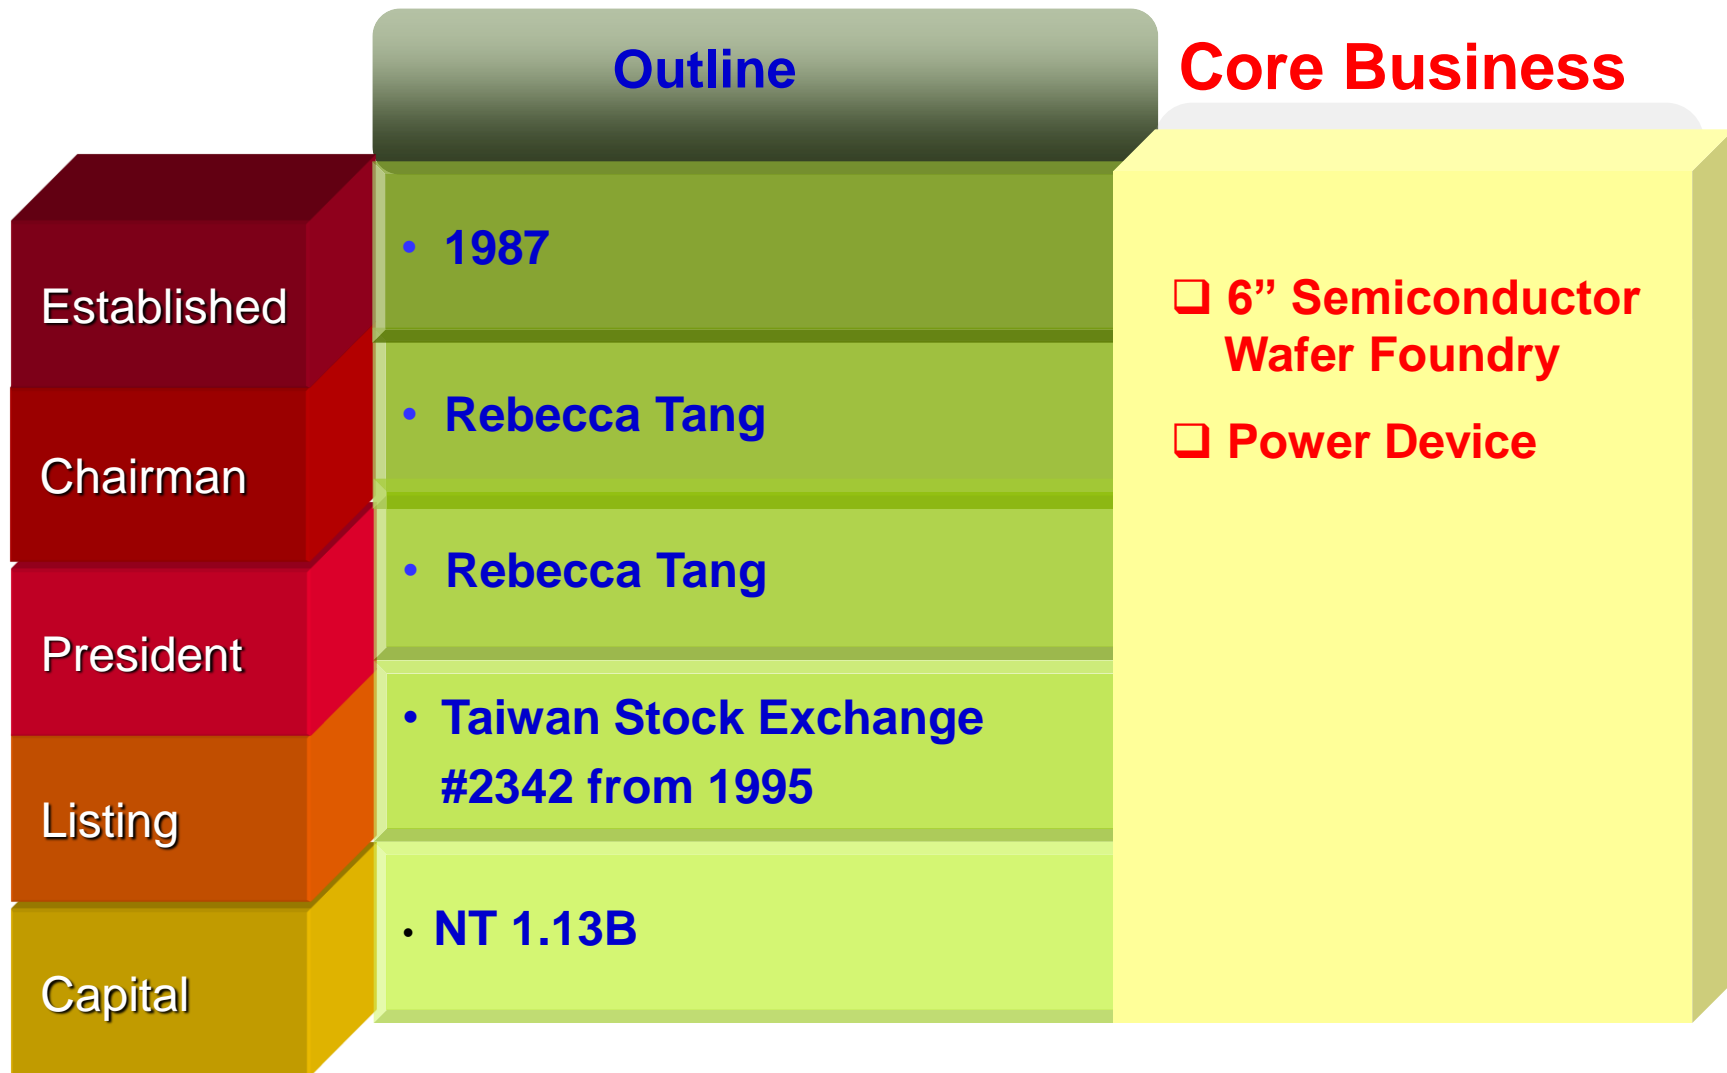 Outline
Core Business
Established
• 1987
Chairman
• Rebecca Tang
President
• Rebecca Tang
Listing
• Taiwan Stock Exchange
#2342 from 1995
Capital
• NT 1.13B
❑ 6” Semiconductor
Wafer Foundry
❑ Power Device